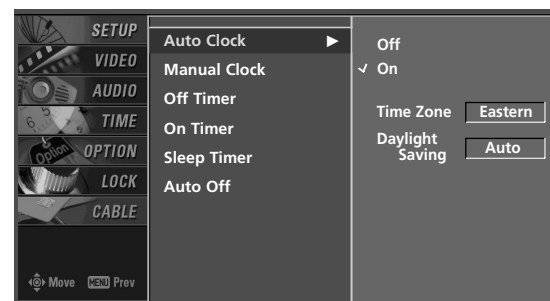 SETUP
VIDEO
AUDIO
TIME
OPTION
LOCK
CABLE
Move MENU Prev
Auto Clock
Manual Clock
Off Timer
On Timer
Sleep Timer
Auto Off
Off
On
Time Zone Eastern
Daylight
Saving Auto